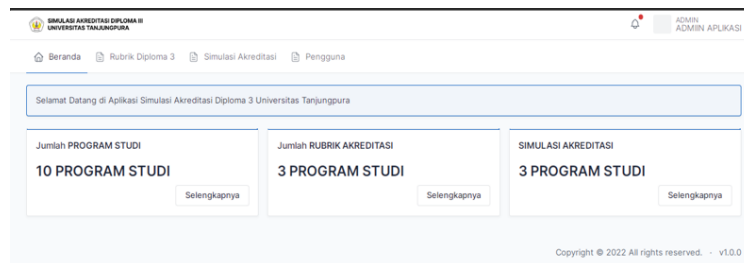 SIMULASI AKREDITASI DIPLOMA III
UNIVERSITAS TANJUNGPURA
ADMIN
ADMIIN APLIKASI
Beranda Rubrik Diploma 3 Simulasi Akreditasi Pengguna
Selamat Datang di Aplikasi Simulasi Akreditasi Diploma 3 Universitas Tanjungpura
Jumlah PROGRAM STUDI
10 PROGRAM STUDI
Selengkapnya
Jumlah RUBRIK AKREDITASI
3 PROGRAM STUDI
Selengkapnya
SIMULASI AKREDITASI
3 PROGRAM STUDI
Selengkapnya
Copyright © 2022 All rights reserved. - v1.0.0